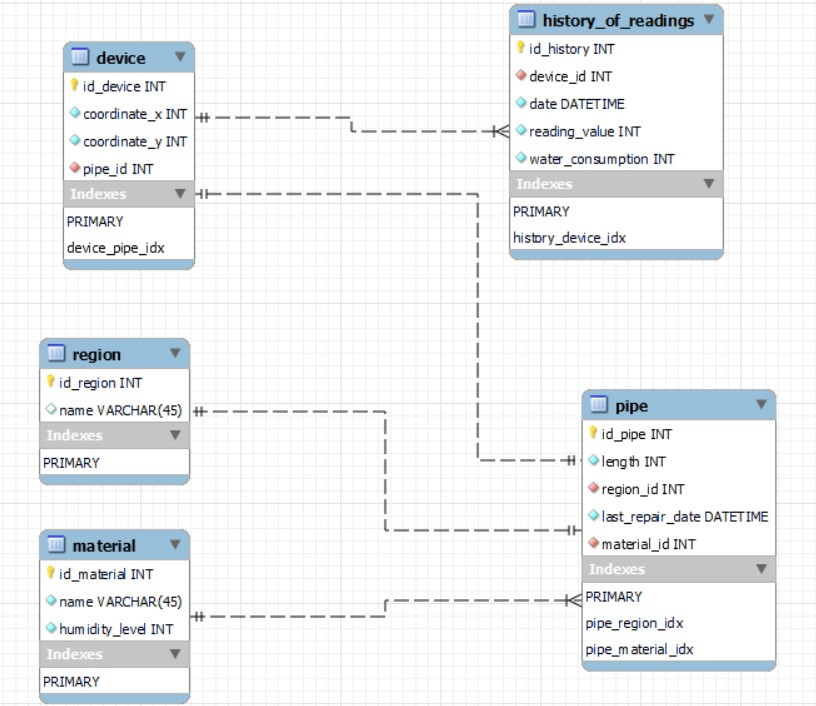 device
id_device INT
coordinate_x INT
coordinate_y INT
pipe_id INT
Indexes
PRIMARY
device_pipe_idx
history_of_readings
id_history INT
device_id INT
date DATETIME
reading_value INT
water_consumption INT
Indexes
PRIMARY
history_device_idx
region
id_region INT
name VARCHAR(45)
Indexes
PRIMARY
material
id_material INT
name VARCHAR(45)
humidity_level INT
Indexes
PRIMARY
pipe
id_pipe INT
length INT
region_id INT
last_repair_date DATETIME
material_id INT
Indexes
PRIMARY
pipe_region_idx
pipe_material_idx